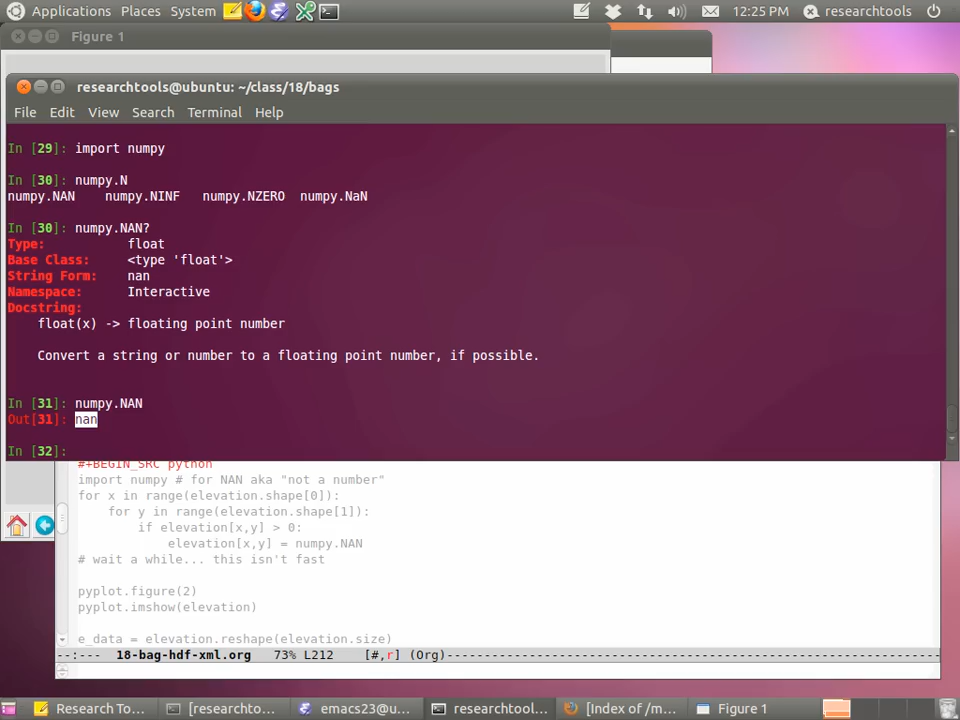 Applications Places System 12:25 PM researchtools
Figure 1
researchtools@ubuntu: ~/class/18/bags
File Edit View Search Terminal Help
In [29]: import numpy
In [30]: numpy.N
numpy.NAN numpy.NINF numpy.NZERO numpy.NaN
In [30]: numpy.NAN?
Type: float
Base Class: <type 'float'>
String Form: nan
Namespace: Interactive
Docstring:
float(x) -> floating point number
Convert a string or number to a floating point number, if possible.
In [31]: numpy.NAN
Out[31]: nan
In [32]:
#+BEGIN_SRC python
import numpy # for NAN aka "not a number"
for x in range(elevation.shape[0]):
for y in range(elevation.shape[1]):
if elevation[x,y] > 0:
elevation[x,y] = numpy.NAN
# wait a while... this isn't fast
pyplot.figure(2)
pyplot.imshow(elevation)
e_data = elevation.reshape(elevation.size)
--:--- 18-bag-hdf-xml.org 73% L212 [#,r] (Org)--------------------------------------------------
Research To... [researchto... emacs23@u... researchtool... [Index of /m... Figure 1